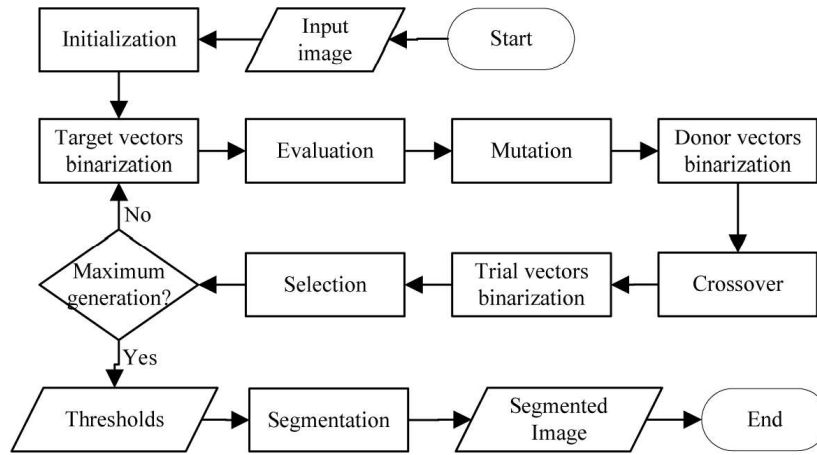 Initialization
Input
image
Start
Target vectors
binarization
Evaluation
Mutation
Donor vectors
binarization
No
Maximum
generation?
Selection
Trial vectors
binarization
Crossover
Yes
Thresholds
Segmentation
Segmented
Image
End